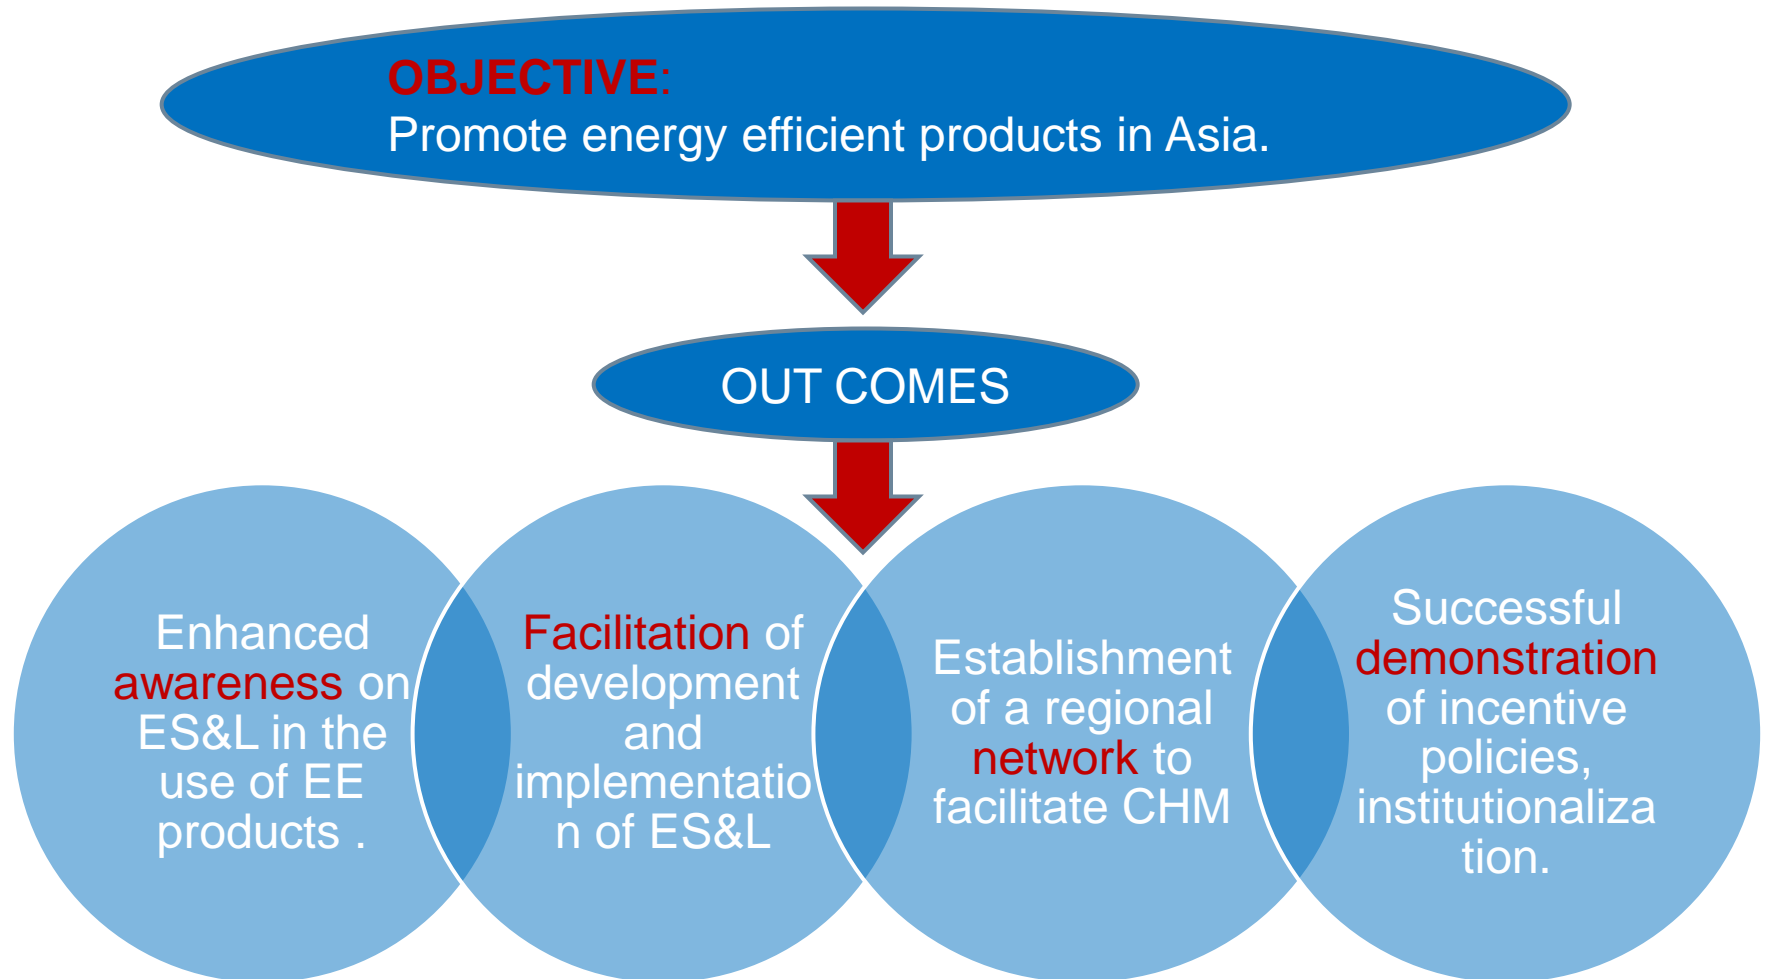 OBJECTIVE:
Promote energy efficient products in Asia.
OUT COMES
Enhanced
awareness on
ES&L in the
use of EE
products .
Facilitation of
development
and
implementatio
n of ES&L
Establishment
of a regional
network to
facilitate CHM
Successful
demonstration
of incentive
policies,
institutionaliza
tion.